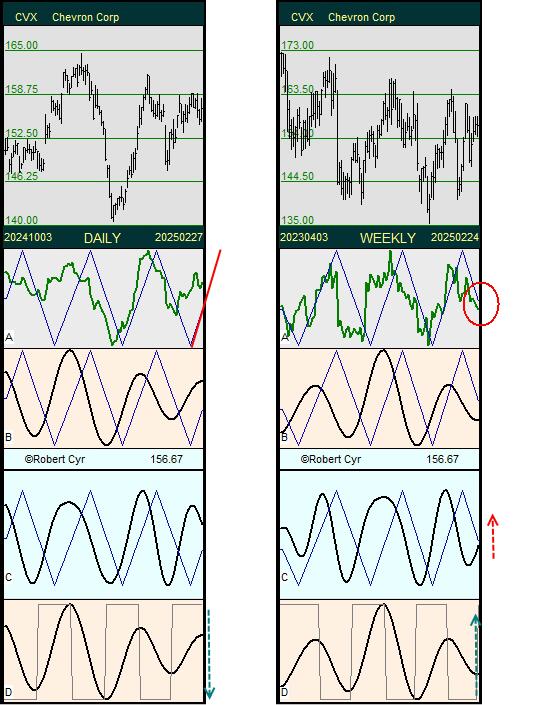 CVX Chevron Corp
165.00
158.75
152.50
146.25
140.00
20241003 DAILY 20250227
A
B
©Robert Cyr 156.67
C
D
CVX Chevron Corp
173.00
163.50
144.50
135.00
20230403 WEEKLY 20250224
A
B
©Robert Cyr 156.67
C
D